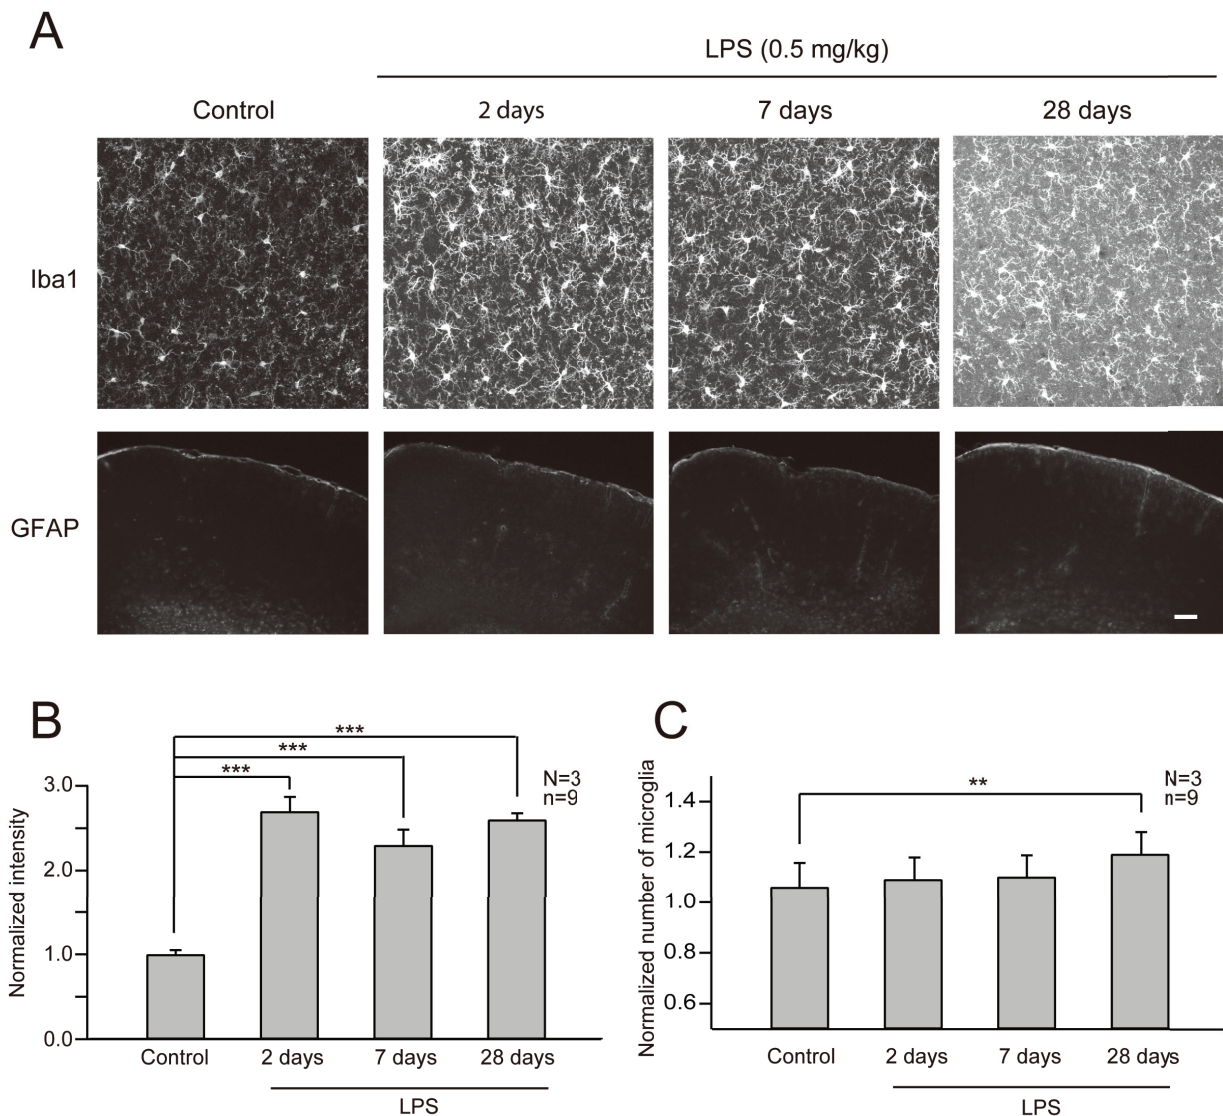 A
LPS (0.5 mg/kg)
Control 2 days 7 days 28 days
Iba1
GFAP
B
***
***
***
N=3
n=9
Normalized intensity
3.0
2.0
1.0
0.0
Control 2 days 7 days 28 days
LPS
C
**
N=3
n=9
Normalized number of microglia
1.4
1.2
1.0
0.8
0.6
Control 2 days 7 days 28 days
LPS